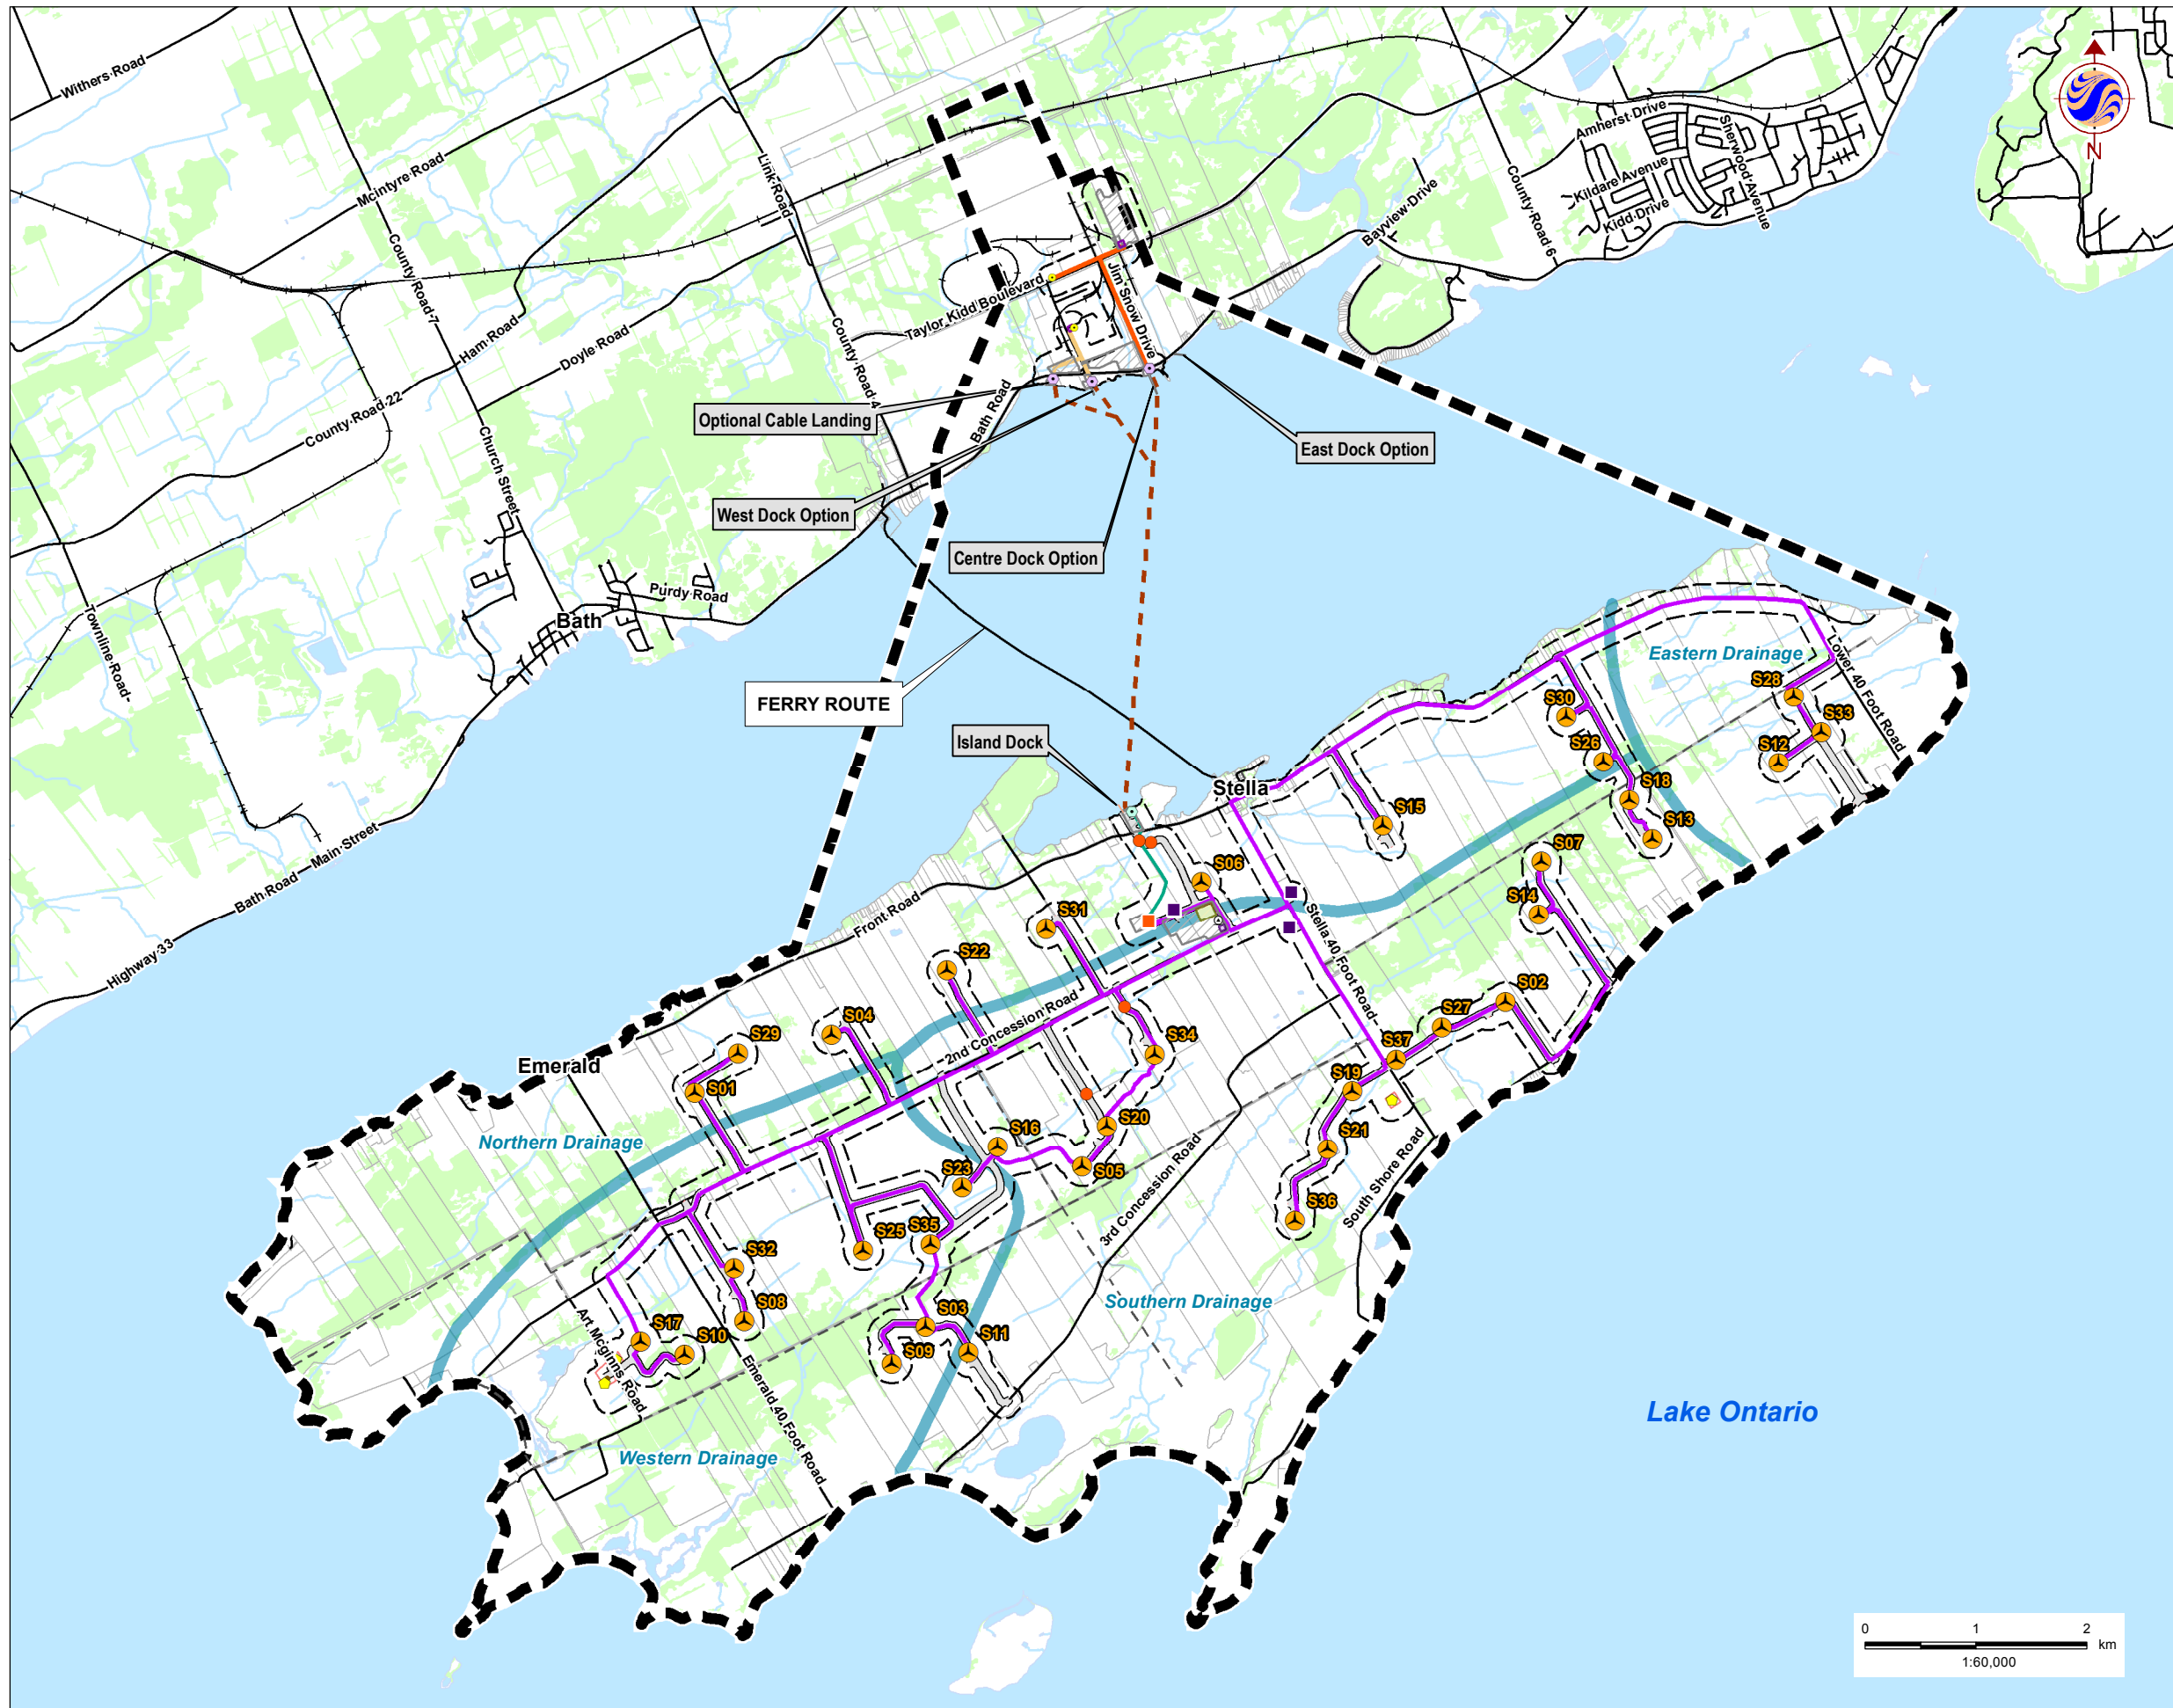 Withers Road
McIntyre Road
County Road 7
Link Road
Amherst Drive
Sherwood Avenue
Kildare Avenue
Kidd Drive
County Road 6
Bayview Drive
N
Taylor Kidd Boulevard
Jim Snow Drive
Ham Road
Doyle Road
County Road 4
County Road 22
Church Street
Bath Road
Optional Cable Landing
East Dock Option
West Dock Option
Centre Dock Option
Townline Road
Purdy Road
Bath
FERRY ROUTE
Island Dock
Stella
Eastern Drainage
Lower 40 Foot Road
S28
S30
S33
S26
S12
S18
S15
S13
S07
S06
S14
Main Street
Bath Road
Highway 33
Front Road
S31
Stella 40 Foot Road
S22
S02
S27
S04
2nd Concession Road
S29
S34
S37
Emerald
S01
S19
S20
Northern Drainage
S16
S21
S05
S23
3rd Concession Road
South Shore Road
S36
S25
S35
S32
Southern Drainage
S08
S03
Art Mcginns Road
S17
S10
S11
S09
Emerald 40 Foot Road
Lake Ontario
Western Drainage
0 1 2
km
1:60,000